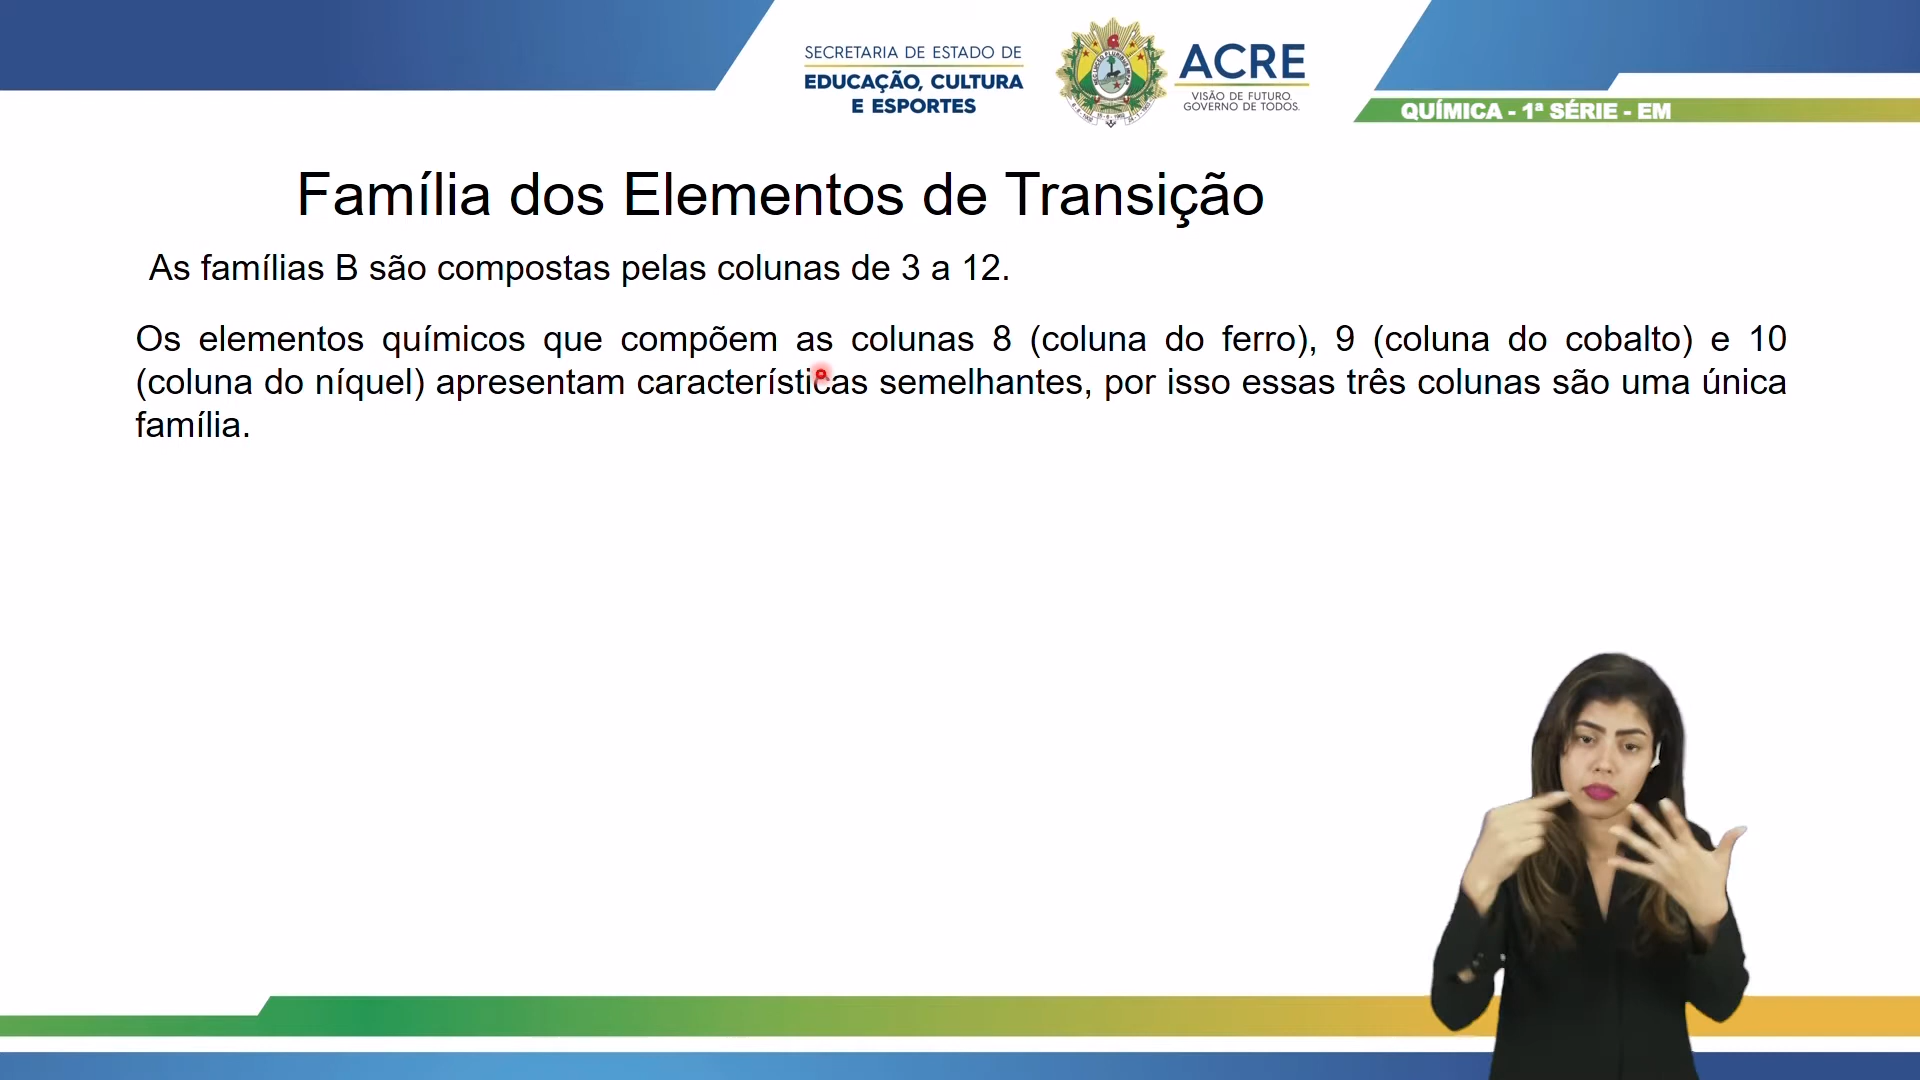 SECRETARIA DE ESTADO DE
EDUCAÇÃO, CULTURA
E ESPORTES
ACRE
VISÃO DE FUTURO.
GOVERNO DE TODOS.
QUÍMICA - 1ª SÉRIE - EM
Família dos Elementos de Transição
As famílias B são compostas pelas colunas de 3 a 12.
Os elementos químicos que compõem as colunas 8 (coluna do ferro), 9 (coluna do cobalto) e 10
(coluna do níquel) apresentam características semelhantes, por isso essas três colunas são uma única
família.